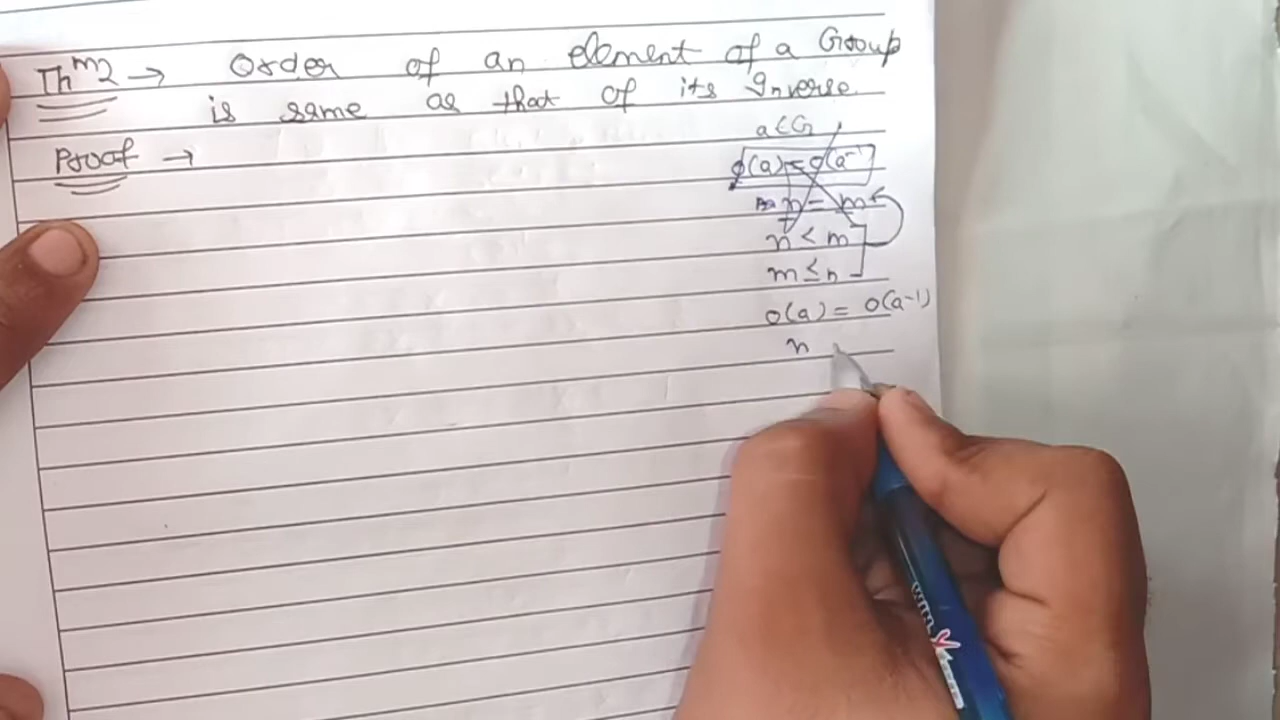 Thm2 → Order of an element of a Group
is same as that of its Inverse
Proof →
a∈G
o(a) = o(a⁻¹)
n = m
n < m
m ≤ n
o(a) = o(a-1)
n